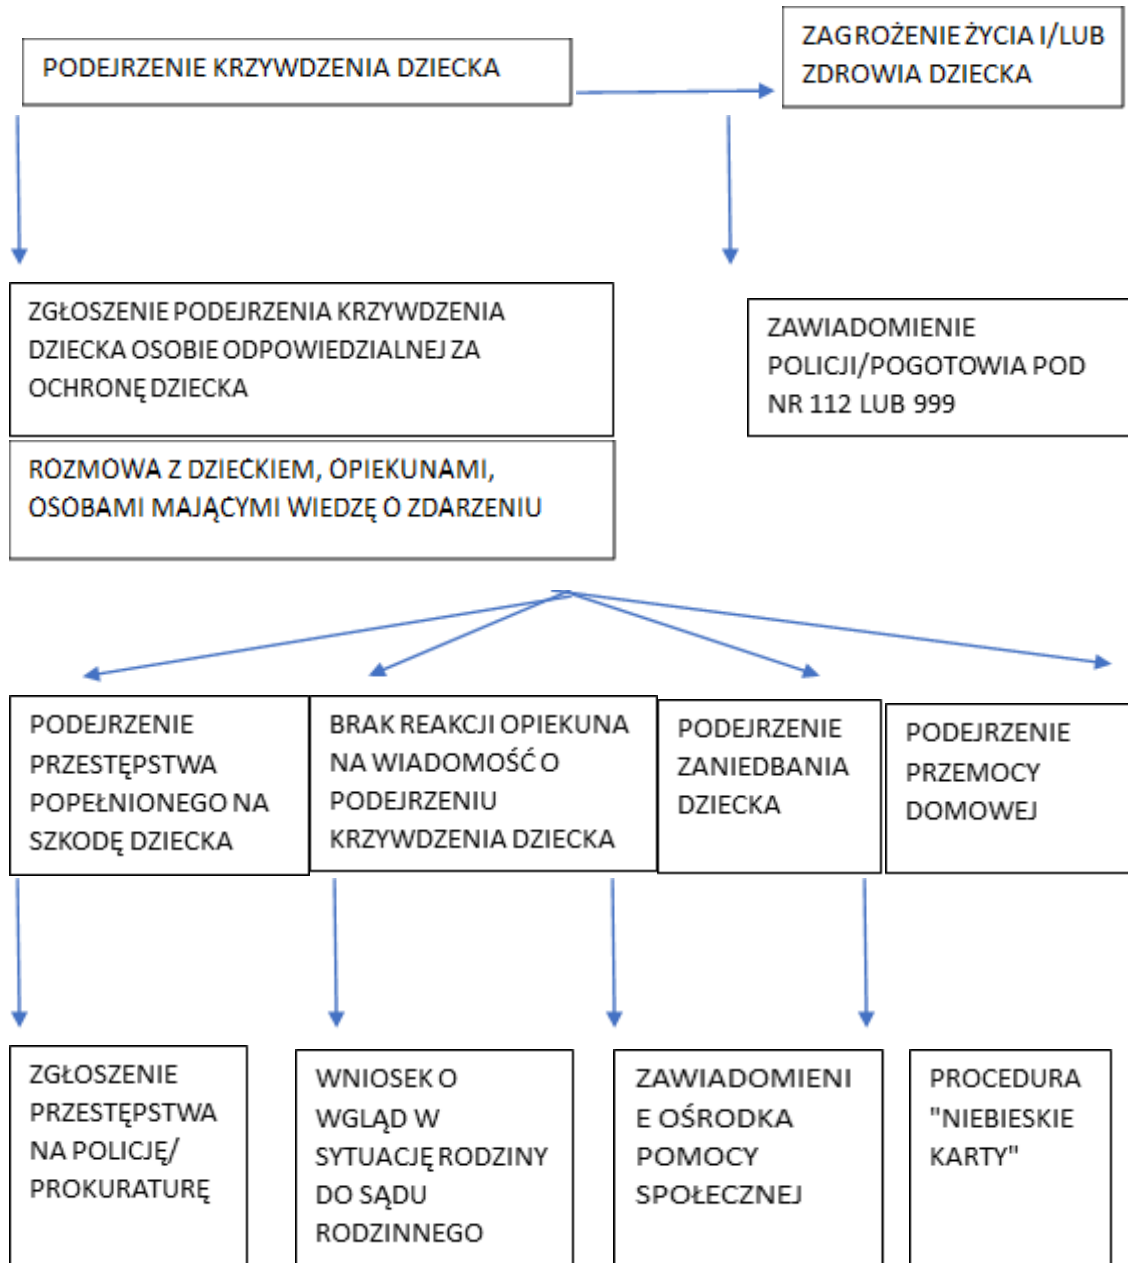 PODEJRZENIE KRZYWDZENIA DZIECKA
ZAGROŻENIE ŻYCIA I/LUB
ZDROWIA DZIECKA
ZGŁOSZENIE PODEJRZENIA KRZYWDZENIA
DZIECKA OSOBIE ODPOWIEDZIALNEJ ZA
OCHRONĘ DZIECKA
ZAWIADOMIENIE
POLICJI/POGOTOWIA POD
NR 112 LUB 999
ROZMOWA Z DZIECKIEM, OPIEKUNAMI,
OSOBAMI MAJĄCYMI WIEDZĘ O ZDARZENIU
PODEJRZENIE
PRZESTĘPSTWA
POPEŁNIONEGO NA
SZKODĘ DZIECKA
BRAK REAKCJI OPIEKUNA
NA WIADOMOŚĆ O
PODEJRZENIU
KRZYWDZENIA DZIECKA
PODEJRZENIE
ZANIEDBANIA
DZIECKA
PODEJRZENIE
PRZEMOCY
DOMOWEJ
ZGŁOSZENIE
PRZESTĘPSTWA
NA POLICJĘ/
PROKURATURĘ
WNIOSEK O
WGLĄD W
SYTUACJĘ RODZINY
DO SĄDU
RODZINNEGO
ZAWIADOMIENI
E OŚRODKA
POMOCY
SPOŁECZNEJ
PROCEDURA
"NIEBIESKIE
KARTY"